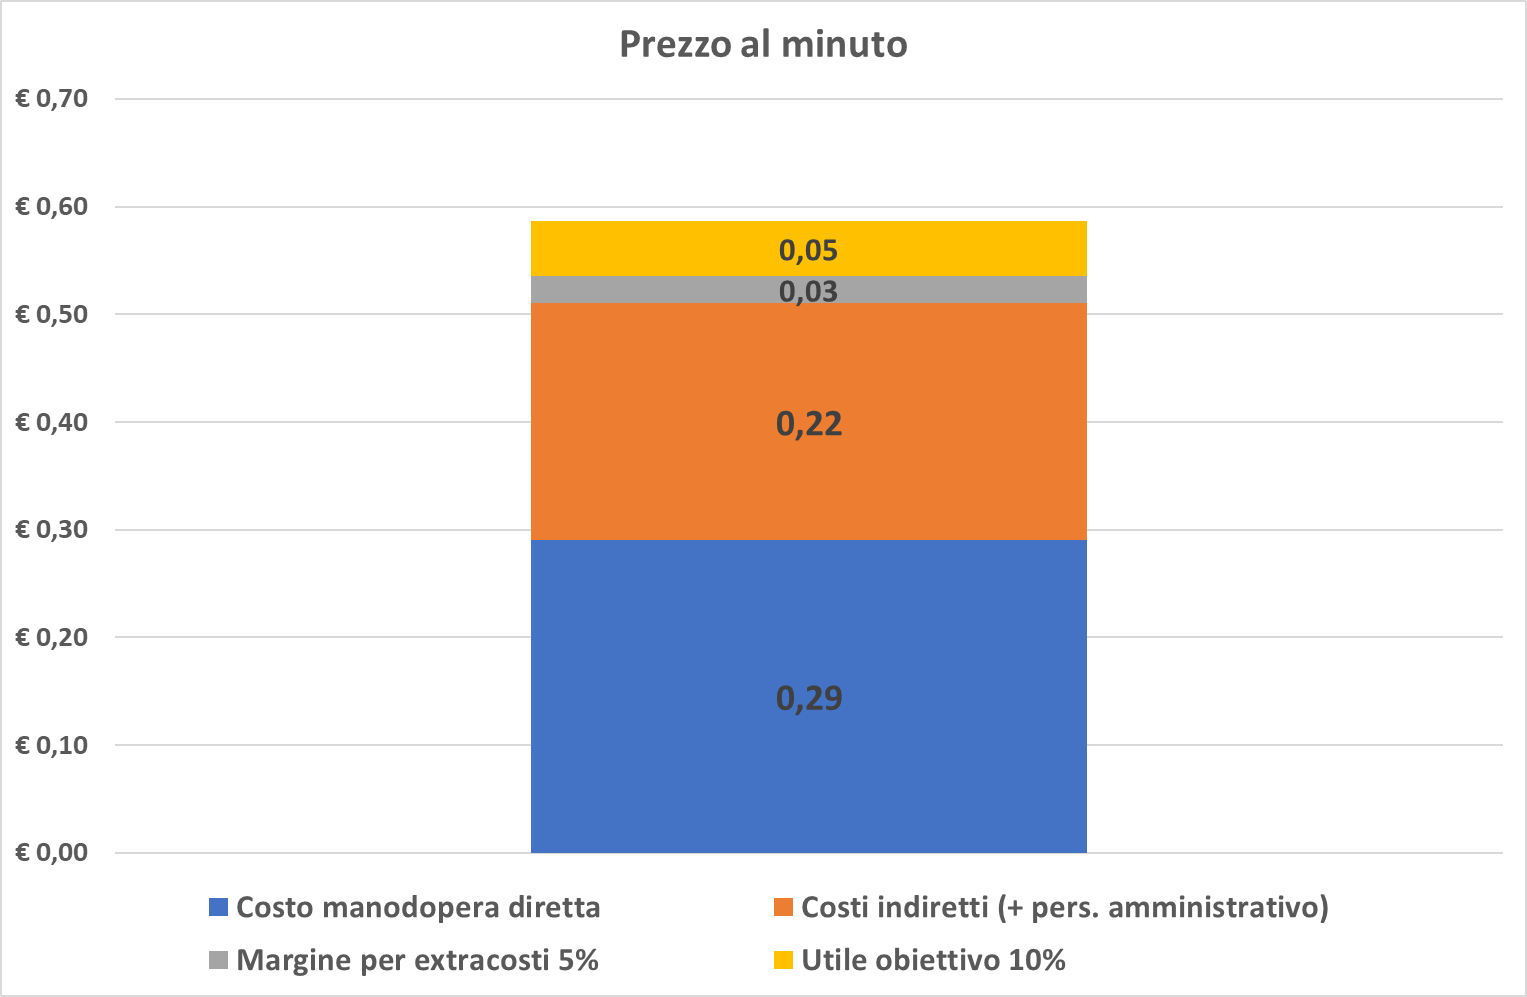 Prezzo al minuto
€ 0,70
€ 0,60
0,05
0,03
€ 0,50
€ 0,40
0,22
€ 0,30
€ 0,20
0,29
€ 0,10
€ 0,00
Costo manodopera diretta
Costi indiretti (+ pers. amministrativo)
Margine per extracosti 5%
Utile obiettivo 10%